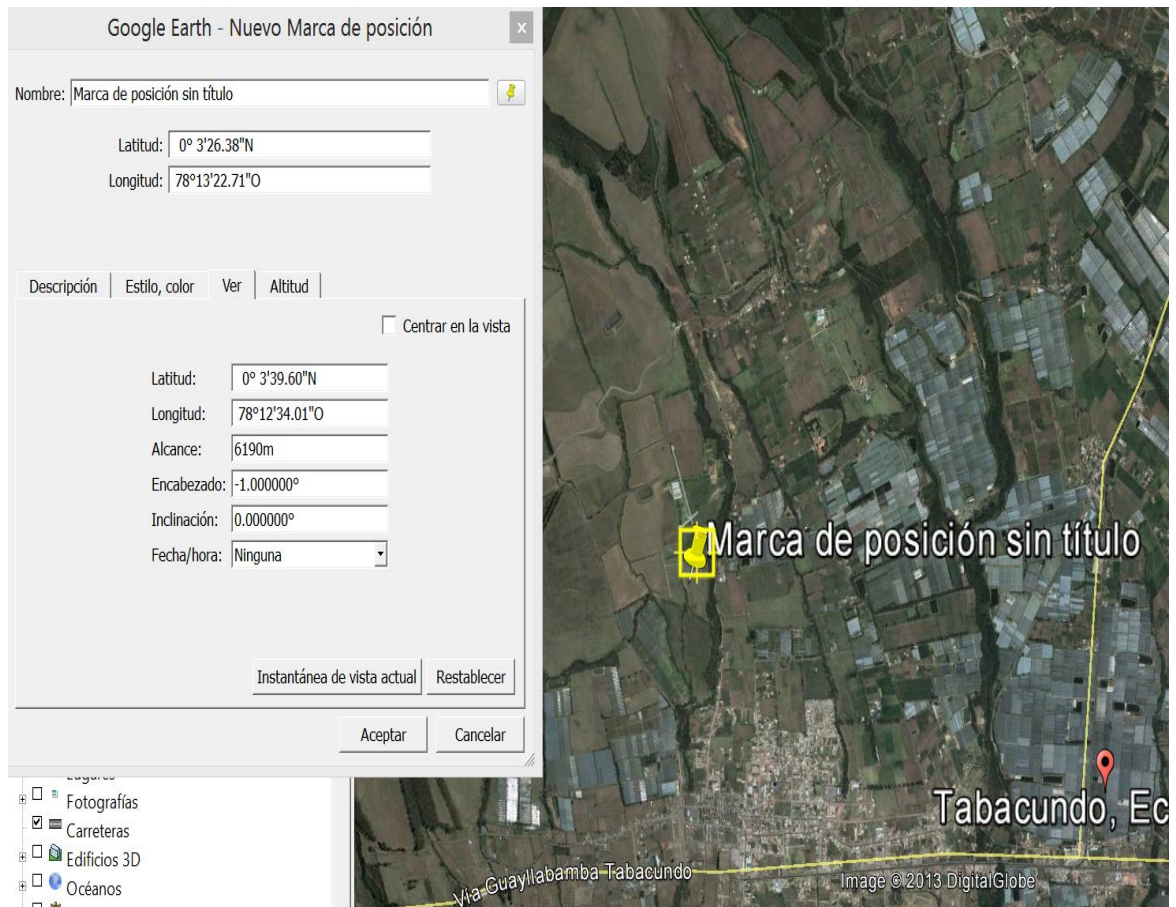 Google Earth - Nuevo Marca de posición
x
Nombre: Marca de posición sin título
Latitud: 0° 3'26.38"N
Longitud: 78°13'22.71"O
Descripción Estilo, color Ver Altitud
Centrar en la vista
Latitud: 0° 3'39.60"N
Longitud: 78°12'34.01"O
Alcance: 6190m
Encabezado: -1.000000°
Inclinación: 0.000000°
Fecha/hora: Ninguna
Instantánea de vista actual Restablecer
Aceptar Cancelar
Lugares
Fotografías
Carreteras
Edificios 3D
Océanos
Marca de posición sin título
Tabacundo, Ec
Via Guayllabamba Tabacundo
Image © 2013 DigitalGlobe